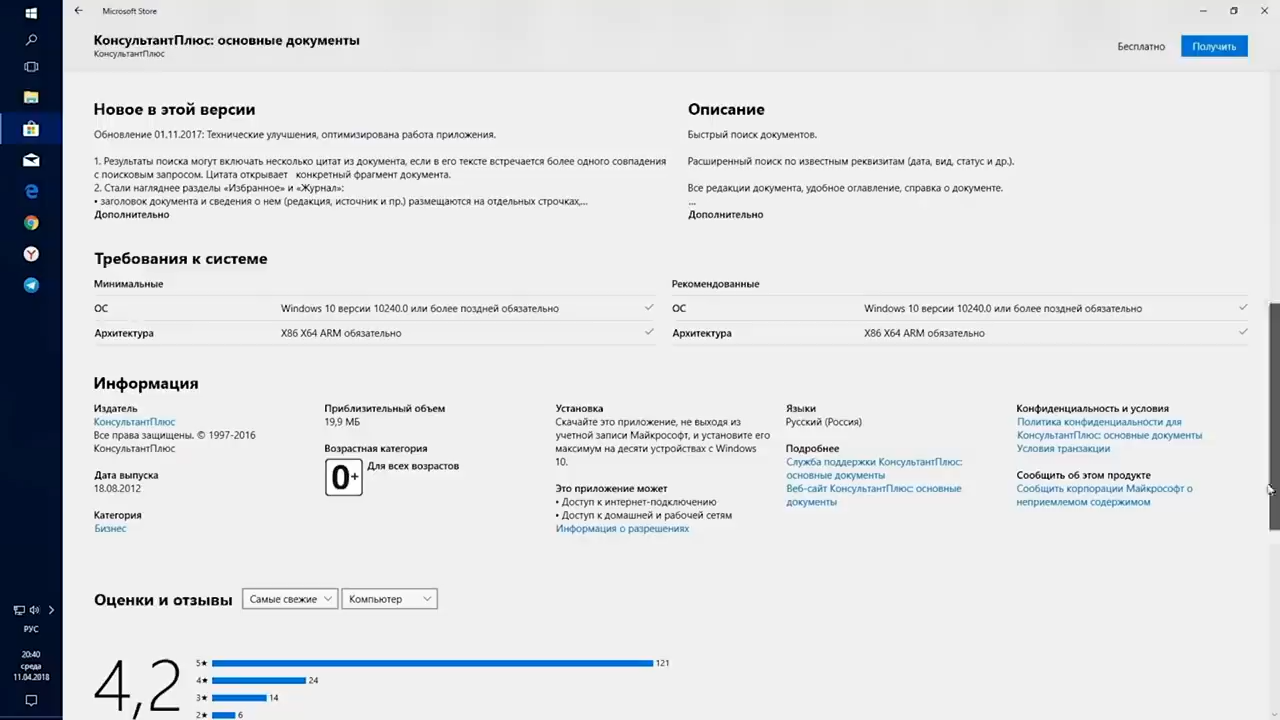 Microsoft Store
КонсультантПлюс: основные документы
КонсультантПлюс
Бесплатно
Получить
Новое в этой версии
Обновление 01.11.2017: Технические улучшения, оптимизирована работа приложения.
1. Результаты поиска могут включать несколько цитат из документа, если в его тексте встречается более одного совпадения
с поисковым запросом. Цитата открывает конкретный фрагмент документа.
2. Стали нагляднее разделы «Избранное» и «Журнал»:
• заголовок документа и сведения о нем (редакция, источник и пр.) размещаются на отдельных строчках,...
Дополнительно
Описание
Быстрый поиск документов.
Расширенный поиск по известным реквизитам (дата, вид, статус и др.).
Все редакции документа, удобное оглавление, справка о документе.
...
Дополнительно
Требования к системе
Минимальные
ОС Windows 10 версии 10240.0 или более поздней обязательно
Архитектура X86 X64 ARM обязательно
Рекомендованные
ОС Windows 10 версии 10240.0 или более поздней обязательно
Архитектура X86 X64 ARM обязательно
Информация
Издатель
КонсультантПлюс
Все права защищены. © 1997-2016
КонсультантПлюс
Дата выпуска
18.08.2012
Категория
Бизнес
Приблизительный объем
19,9 МБ
Возрастная категория
0+
Для всех возрастов
Установка
Скачайте это приложение, не выходя из
учетной записи Майкрософт, и установите его
максимум на десяти устройствах с Windows
10.
Это приложение может
• Доступ к интернет-подключению
• Доступ к домашней и рабочей сетям
Информация о разрешениях
Языки
Русский (Россия)
Подробнее
Служба поддержки КонсультантПлюс:
основные документы
Веб-сайт КонсультантПлюс: основные
документы
Конфиденциальность и условия
Политика конфиденциальности для
КонсультантПлюс: основные документы
Условия транзакции
Сообщить об этом продукте
Сообщить корпорации Майкрософт о
неприемлемом содержимом
Оценки и отзывы
Самые свежие
Компьютер
4,2
5★ 121
4★ 24
3★ 14
2★ 6
РУС
20:40
среда
11.04.2018